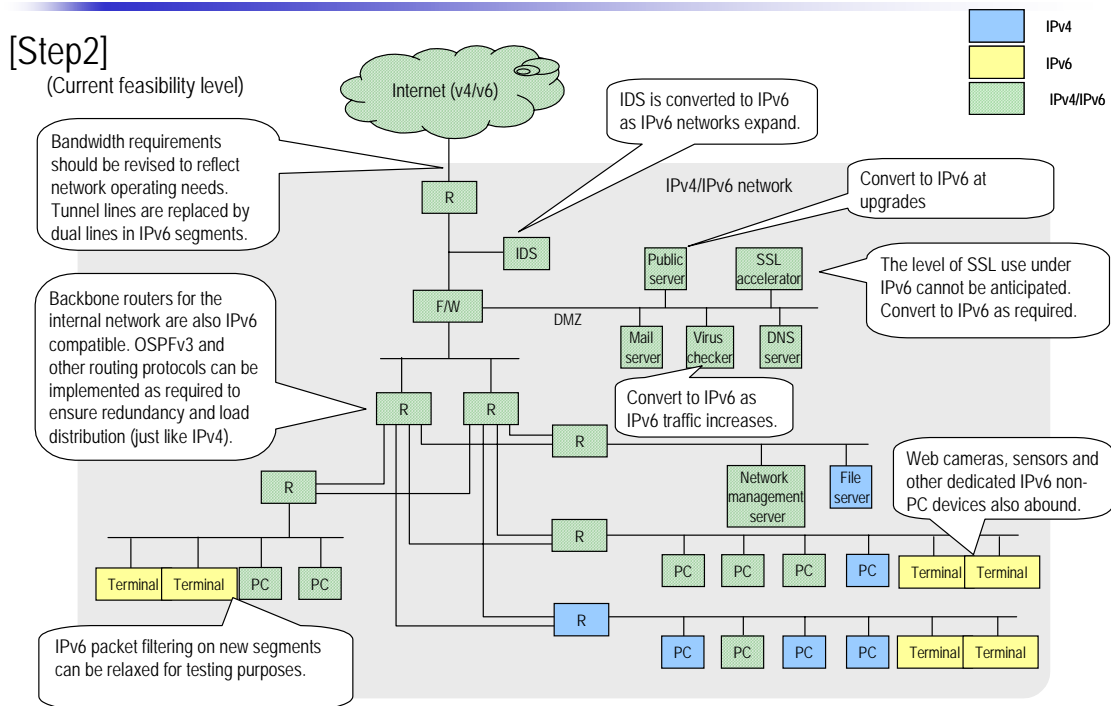 [Step2]
(Current feasibility level)
IPv4
IPv6
IPv4/IPv6
Internet (v4/v6)
IDS is converted to IPv6
as IPv6 networks expand.
Bandwidth requirements
should be revised to reflect
network operating needs.
Tunnel lines are replaced by
dual lines in IPv6 segments.
IPv4/IPv6 network
Convert to IPv6 at
upgrades
R
IDS
Public
server
SSL
accelerator
The level of SSL use under
IPv6 cannot be anticipated.
Convert to IPv6 as required.
Backbone routers for the
internal network are also IPv6
compatible. OSPFv3 and
other routing protocols can be
implemented as required to
ensure redundancy and load
distribution (just like IPv4).
F/W
DMZ
Mail
server
Virus
checker
DNS
server
Convert to IPv6 as
IPv6 traffic increases.
R
R
R
Network
management
server
File
server
Web cameras, sensors and
other dedicated IPv6 non-
PC devices also abound.
R
R
Terminal
Terminal
PC
PC
PC
PC
PC
PC
Terminal
Terminal
R
PC
PC
PC
PC
Terminal
Terminal
IPv6 packet filtering on new segments
can be relaxed for testing purposes.